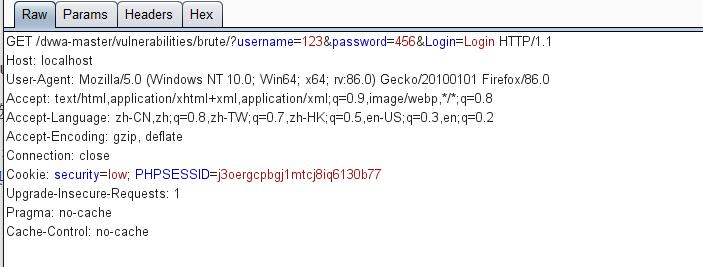 Raw Params Headers Hex
GET /dvwa-master/vulnerabilities/brute/?username=123&password=456&Login=Login HTTP/1.1
Host: localhost
User-Agent: Mozilla/5.0 (Windows NT 10.0; Win64; x64; rv:86.0) Gecko/20100101 Firefox/86.0
Accept: text/html,application/xhtml+xml,application/xml;q=0.9,image/webp,*/*;q=0.8
Accept-Language: zh-CN,zh;q=0.8,zh-TW;q=0.7,zh-HK;q=0.5,en-US;q=0.3,en;q=0.2
Accept-Encoding: gzip, deflate
Connection: close
Cookie: security=low; PHPSESSID=j3oergcpbgj1mtcj8iq6130b77
Upgrade-Insecure-Requests: 1
Pragma: no-cache
Cache-Control: no-cache